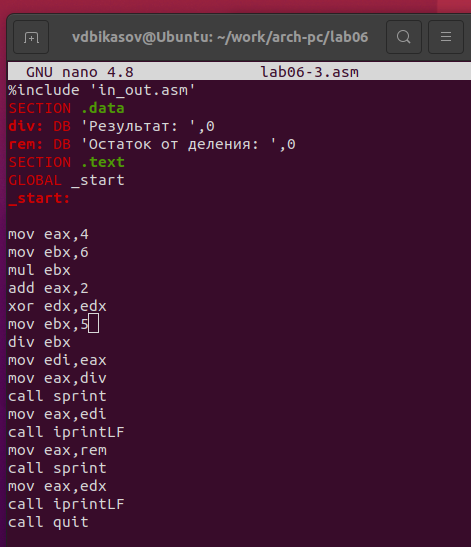 vdbikasov@Ubuntu: ~/work/arch-pc/lab06
GNU nano 4.8 lab06-3.asm
%include 'in_out.asm'
SECTION .data
div: DB 'Результат: ',0
rem: DB 'Остаток от деления: ',0
SECTION .text
GLOBAL _start
_start:
mov eax,4
mov ebx,6
mul ebx
add eax,2
xor edx,edx
mov ebx,5
div ebx
mov edi,eax
mov eax,div
call sprint
mov eax,edi
call iprintLF
mov eax,rem
call sprint
mov eax,edx
call iprintLF
call quit